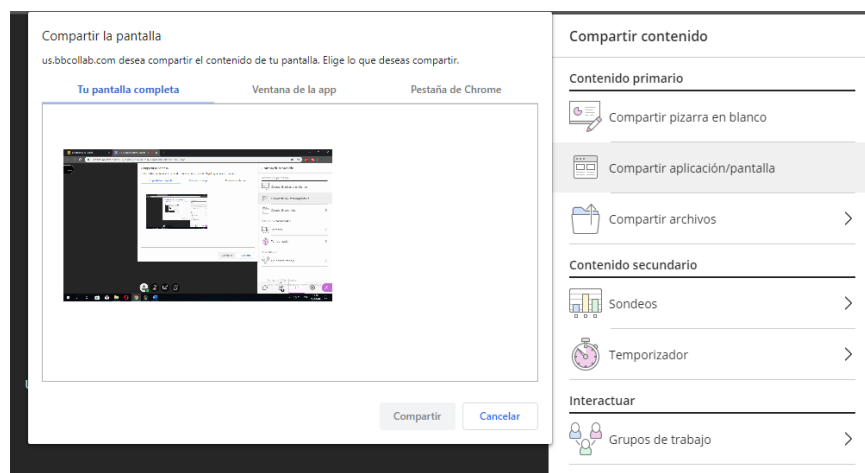 Compartir la pantalla
us.bbcollab.com desea compartir el contenido de tu pantalla. Elige lo que deseas compartir.
Tu pantalla completa
Ventana de la app
Pestaña de Chrome
Compartir
Cancelar
Compartir contenido
Contenido primario
Compartir pizarra en blanco
Compartir aplicación/pantalla
Compartir archivos
Contenido secundario
Sondeos
Temporizador
Interactuar
Grupos de trabajo